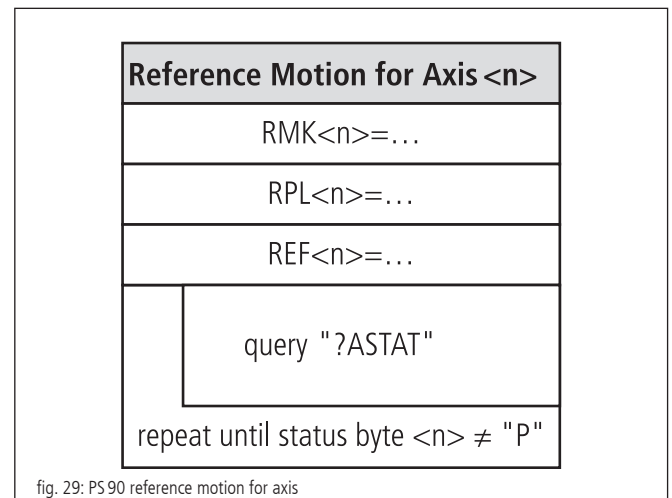 Reference Motion for Axis <n>
RMK<n>=...
RPL<n>=...
REF<n>=...
query "?ASTAT"
repeat until status byte <n> ≠ "P"
fig. 29: PS 90 reference motion for axis